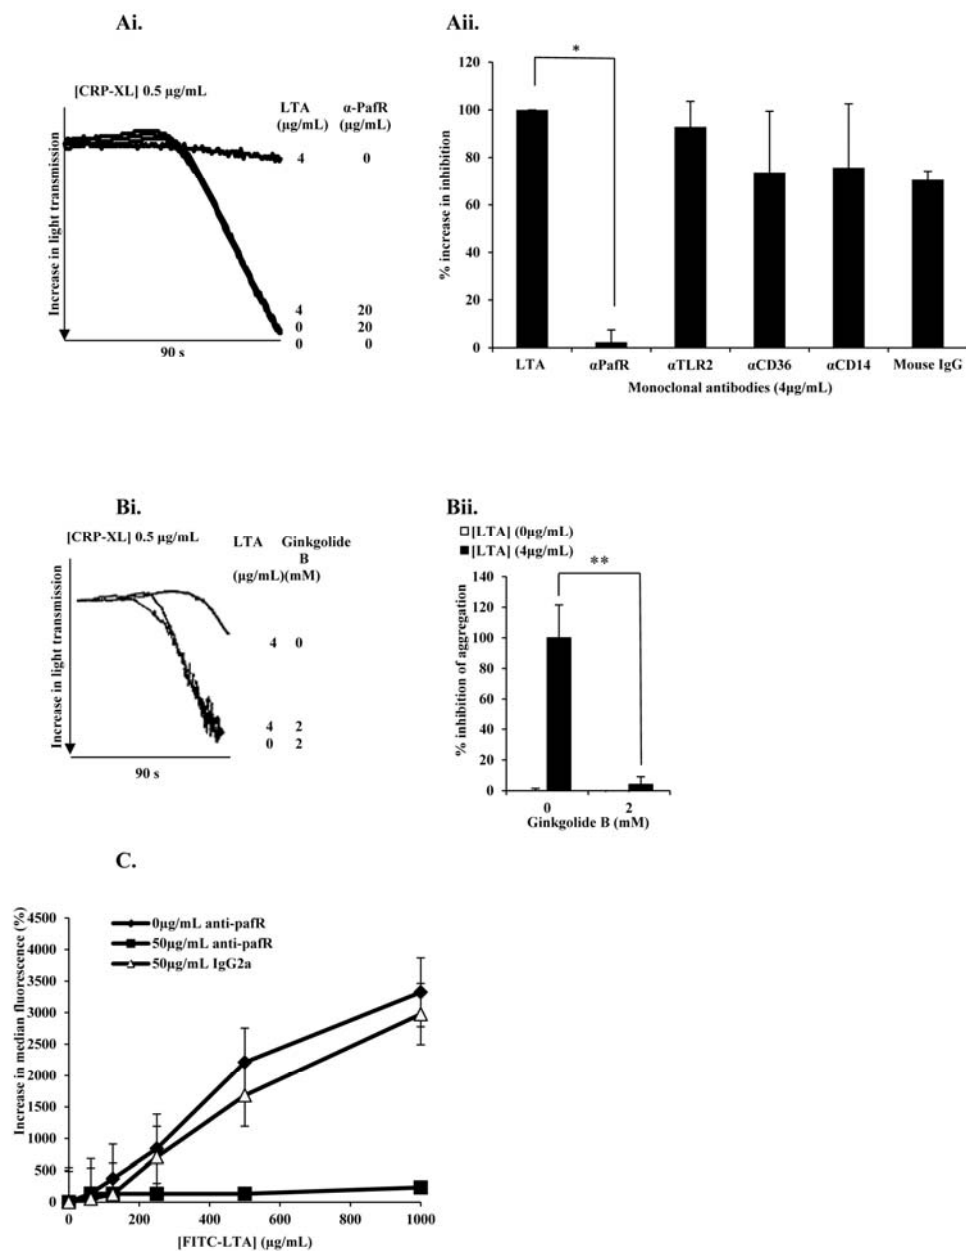 Ai.
[CRP-XL] 0.5 µg/mL
LTA α-PafR
(µg/mL) (µg/mL)
4 0
4 20
0 20
0 0
Increase in light transmission
90 s
Aii.
*
120
100
80
60
40
20
0
% increase in inhibition
LTA αPafR αTLR2 αCD36 αCD14 Mouse IgG
Monoclonal antibodies (4µg/mL)
Bi.
[CRP-XL] 0.5 µg/mL
LTA Ginkgolide
B
(µg/mL)(mM)
4 0
4 2
0 2
Increase in light transmission
90 s
Bii.
[LTA] (0µg/mL)
[LTA] (4µg/mL)
**
140
120
100
80
60
40
20
0
% inhibition of aggregation
0 2
Ginkgolide B (mM)
C.
0µg/mL anti-pafR
50µg/mL anti-pafR
50µg/mL IgG2a
4500
4000
3500
3000
2500
2000
1500
1000
500
0
Increase in median fluorescence (%)
0 200 400 600 800 1000
[FITC-LTA] (µg/mL)